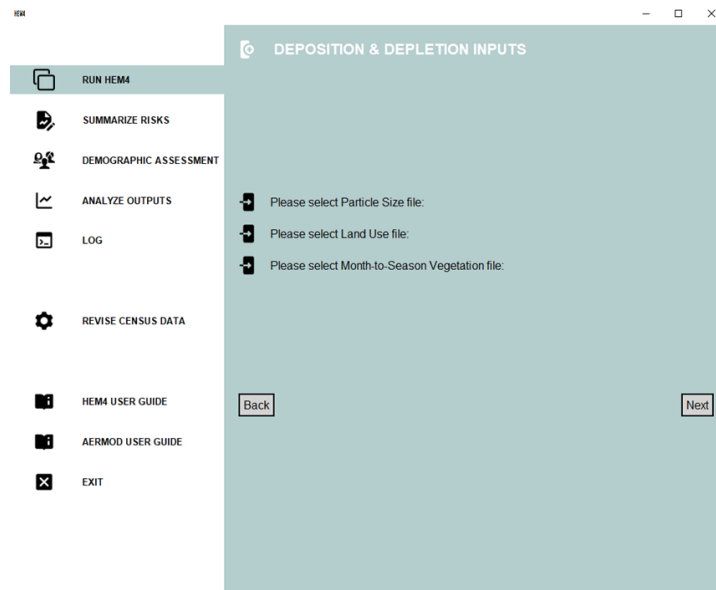 HEM4
DEPOSITION & DEPLETION INPUTS
RUN HEM4
SUMMARIZE RISKS
DEMOGRAPHIC ASSESSMENT
ANALYZE OUTPUTS
LOG
REVISE CENSUS DATA
HEM4 USER GUIDE
AERMOD USER GUIDE
EXIT
Please select Particle Size file:
Please select Land Use file:
Please select Month-to-Season Vegetation file:
Back
Next